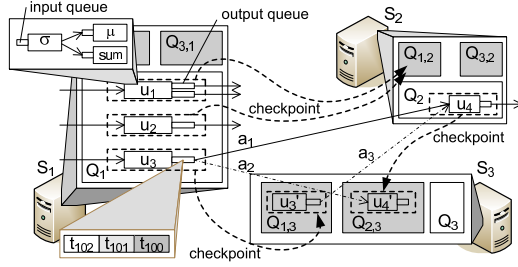 input queue
output queue
σ
μ
sum
Q3,1
u1
u2
u3
Q1
S1
t102 t101 t100
checkpoint
a1
a2
a3
S2
Q1,2
Q3,2
Q2
u4
checkpoint
S3
u3'
Q1,3
u4'
Q2,3
Q3
checkpoint